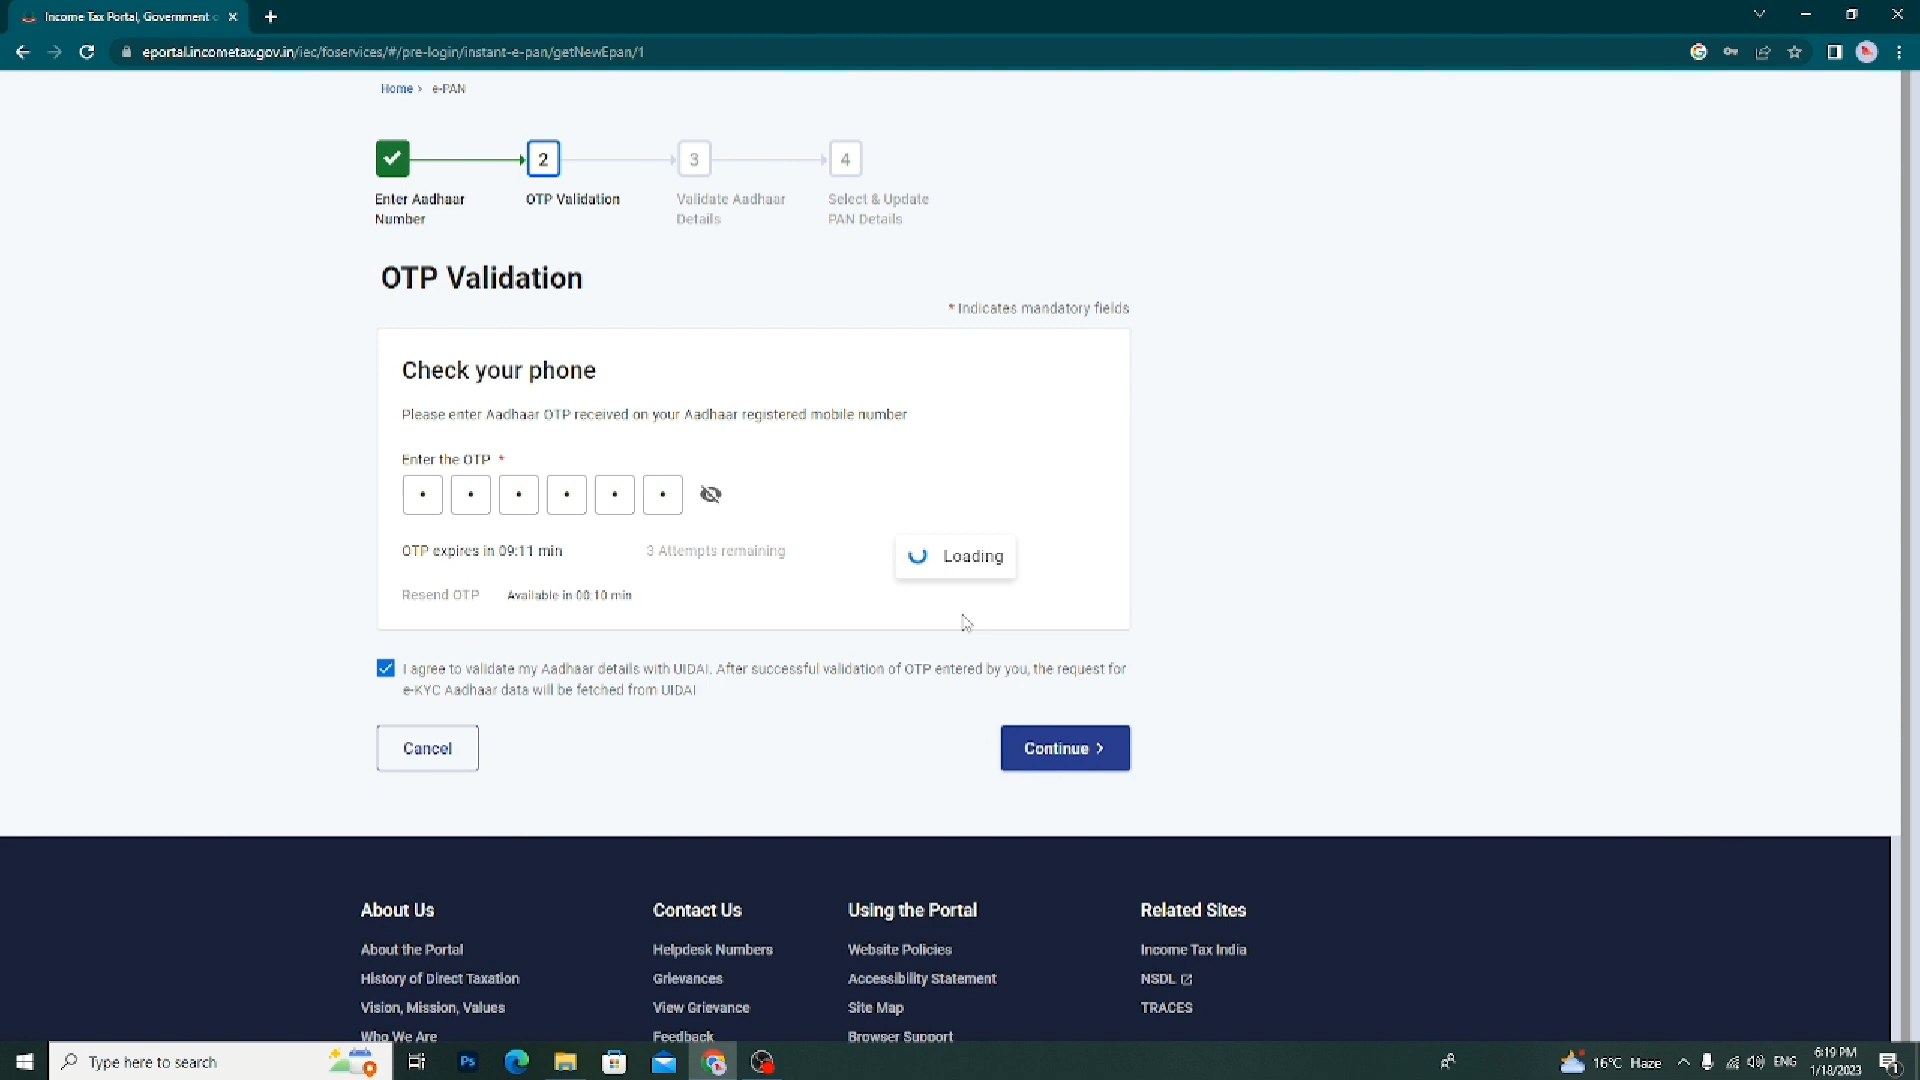 Income Tax Portal, Government o
eportal.incometax.gov.in/iec/foservices/#/pre-login/instant-e-pan/getNewEpan/1
Home › e-PAN
2
3
4
Enter Aadhaar
Number
OTP Validation
Validate Aadhaar
Details
Select & Update
PAN Details
OTP Validation
* Indicates mandatory fields
Check your phone
Please enter Aadhaar OTP received on your Aadhaar registered mobile number
Enter the OTP *
OTP expires in 09:11 min
3 Attempts remaining
Loading
Resend OTP
Available in 00:10 min
I agree to validate my Aadhaar details with UIDAI. After successful validation of OTP entered by you, the request for
e-KYC Aadhaar data will be fetched from UIDAI
Cancel
Continue >
About Us
About the Portal
History of Direct Taxation
Vision, Mission, Values
Who We Are
Contact Us
Helpdesk Numbers
Grievances
View Grievance
Feedback
Using the Portal
Website Policies
Accessibility Statement
Site Map
Browser Support
Related Sites
Income Tax India
NSDL
TRACES
Type here to search
Ps
16°C Haze
ENG
6:19 PM
1/18/2023
1